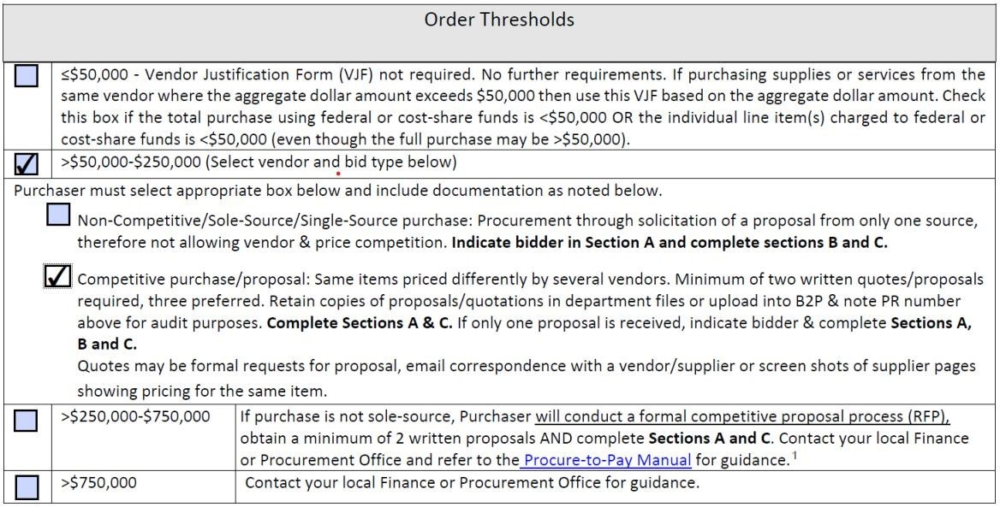 Order Thresholds
≤$50,000 - Vendor Justification Form (VJF) not required. No further requirements. If purchasing supplies or services from the
same vendor where the aggregate dollar amount exceeds $50,000 then use this VJF based on the aggregate dollar amount. Check
this box if the total purchase using federal or cost-share funds is <$50,000 OR the individual line item(s) charged to federal or
cost-share funds is <$50,000 (even though the full purchase may be >$50,000).
>$50,000-$250,000 (Select vendor and bid type below)
Purchaser must select appropriate box below and include documentation as noted below.
Non-Competitive/Sole-Source/Single-Source purchase: Procurement through solicitation of a proposal from only one source,
therefore not allowing vendor & price competition. Indicate bidder in Section A and complete sections B and C.
Competitive purchase/proposal: Same items priced differently by several vendors. Minimum of two written quotes/proposals
required, three preferred. Retain copies of proposals/quotations in department files or upload into B2P & note PR number
above for audit purposes. Complete Sections A & C. If only one proposal is received, indicate bidder & complete Sections A,
B and C.
Quotes may be formal requests for proposal, email correspondence with a vendor/supplier or screen shots of supplier pages
showing pricing for the same item.
>$250,000-$750,000 If purchase is not sole-source, Purchaser will conduct a formal competitive proposal process (RFP),
obtain a minimum of 2 written proposals AND complete Sections A and C. Contact your local Finance
or Procurement Office and refer to the Procure-to-Pay Manual for guidance.1
>$750,000 Contact your local Finance or Procurement Office for guidance.